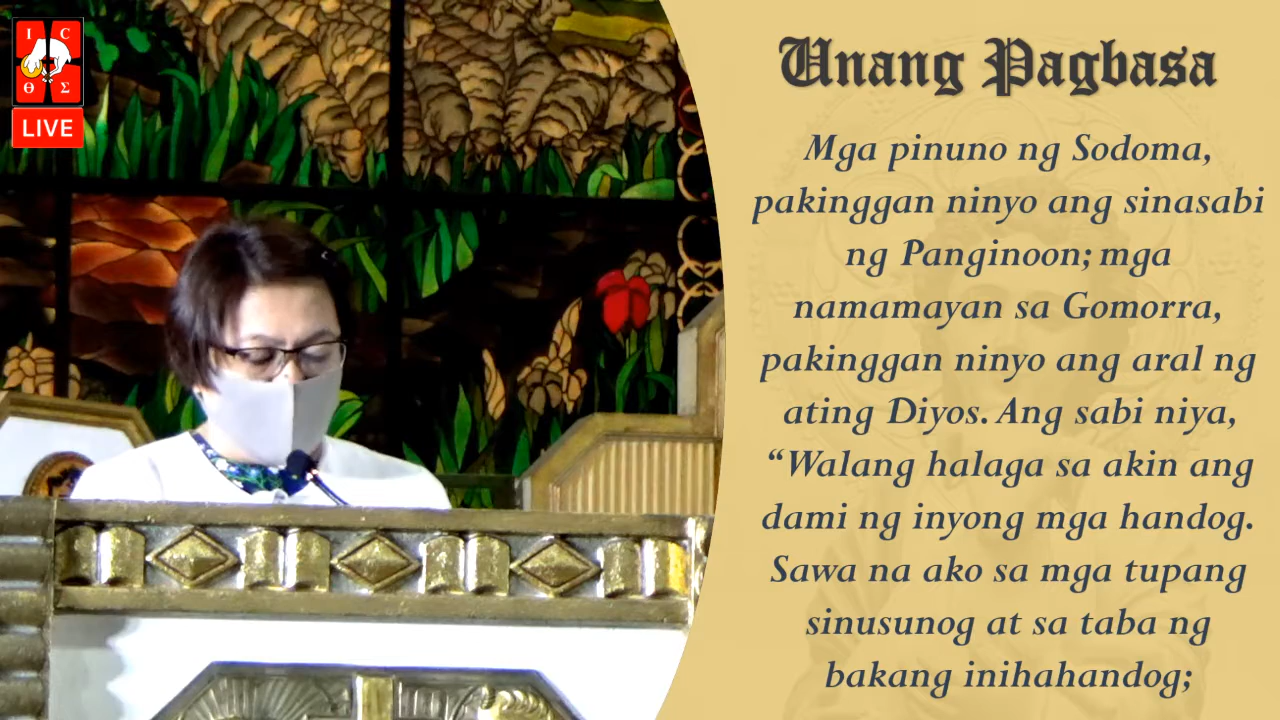 I C
Θ Σ
LIVE
Unang Pagbasa
Mga pinuno ng Sodoma,
pakinggan ninyo ang sinasabi
ng Panginoon; mga
namamayan sa Gomorra,
pakinggan ninyo ang aral ng
ating Diyos. Ang sabi niya,
“Walang halaga sa akin ang
dami ng inyong mga handog.
Sawa na ako sa mga tupang
sinusunog at sa taba ng
bakang inihahandog;